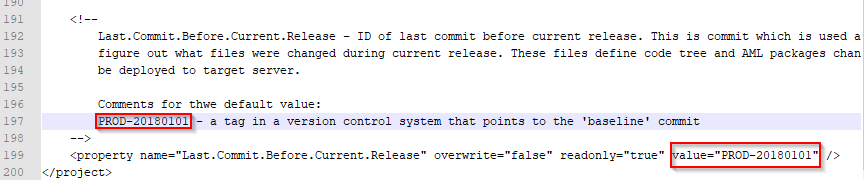 190
191 <!--
192 Last.Commit.Before.Current.Release - ID of last commit before current release. This is commit which is used a
193 figure out what files were changed during current release. These files define code tree and AML packages chan
194 be deployed to target server.
195
196 Comments for thwe default value:
197 PROD-20180101 - a tag in a version control system that points to the 'baseline' commit
198 -->
199 <property name="Last.Commit.Before.Current.Release" overwrite="false" readonly="true" value="PROD-20180101" />
200 </project>